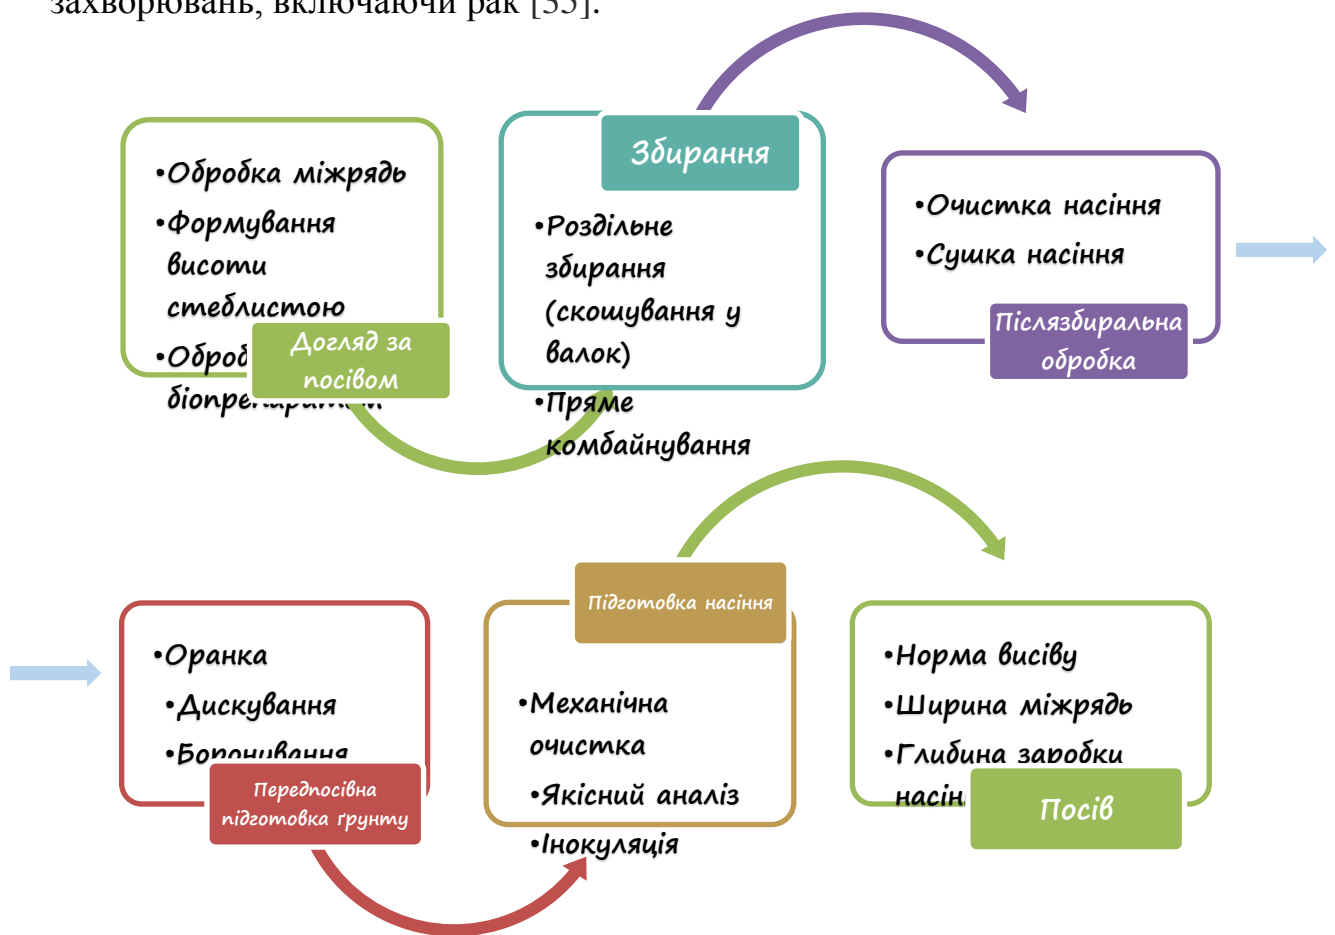 захворювань, включаючи рак [35].
•Обробка міжрядь
•Формування
висоти
стеблистою
Догляд за
посівом
Збирання
•Роздільне
збирання
(скошування у
валок)
•Пряме
комбайнування
•Очистка насіння
•Сушка насіння
Післязбиральна
обробка
•Оранка
•Дискування
•Боронування
Передпосівна
підготовка ґрунту
Підготовка насіння
•Механічна
очистка
•Якісний аналіз
•Інокуляція
•Норма висіву
•Ширина міжрядь
•Глибина заробки
Посів